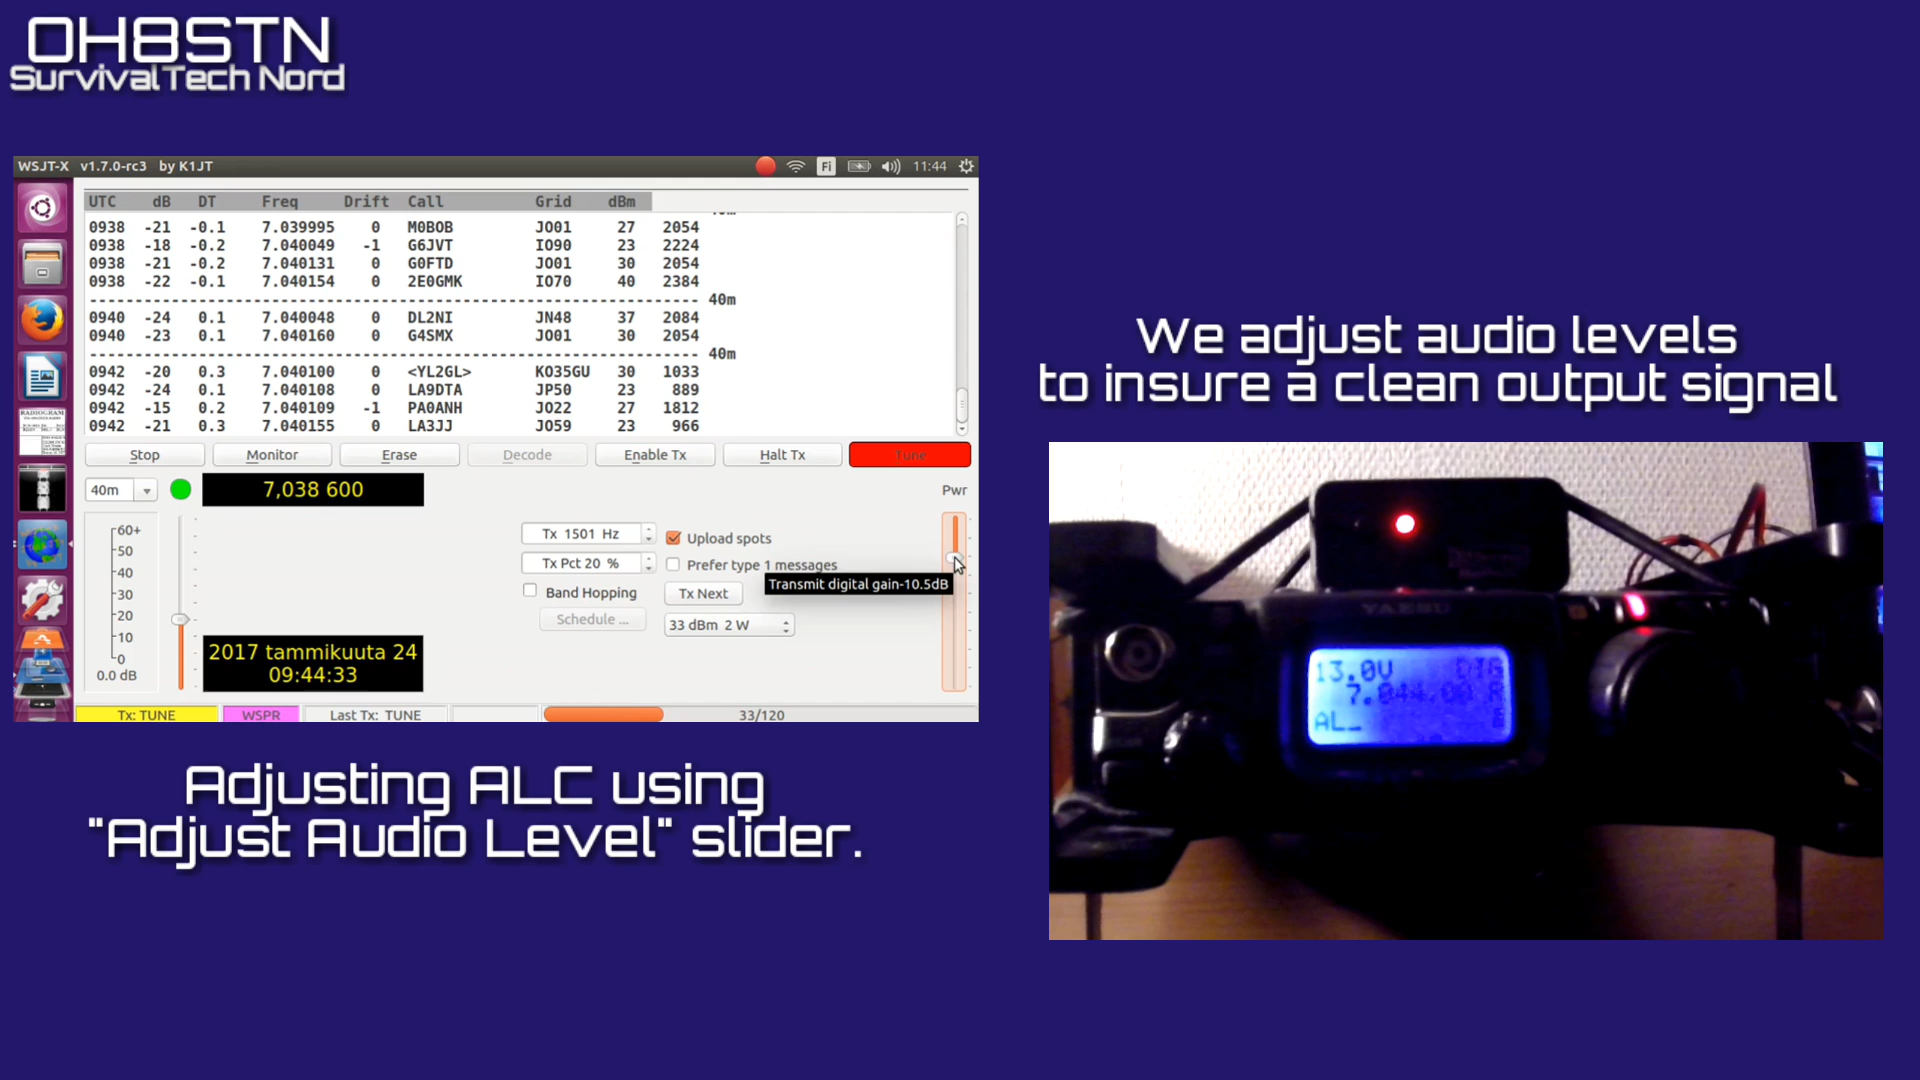 OH8STN
SurvivalTech Nord
WSJT-X v1.7.0-rc3 by K1JT
Fi
11:44
UTC dB DT Freq Drift Call Grid dBm
0938 -21 -0.1 7.039995 0 M0BOB JO01 27 2054
0938 -18 -0.2 7.040049 -1 G6JVT IO90 23 2224
0938 -21 -0.2 7.040131 0 G0FTD JO01 30 2054
0938 -22 -0.1 7.040154 0 2E0GMK IO70 40 2384
40m
0940 -24 0.1 7.040048 0 DL2NI JN48 37 2084
0940 -23 0.1 7.040160 0 G4SMX JO01 30 2054
40m
0942 -20 0.3 7.040100 0 <YL2GL> KO35GU 30 1033
0942 -24 0.1 7.040108 0 LA9DTA JP50 23 889
0942 -15 0.2 7.040109 -1 PA0ANH JO22 27 1812
0942 -21 0.3 7.040155 0 LA3JJ JO59 23 966
RADIOGRAM
Stop Monitor Erase Decode Enable Tx Halt Tx Tune
40m 7,038 600 Pwr
60+
50
40
30
20
10
0
0.0 dB
Tx 1501 Hz
Upload spots
Tx Pct 20 %
Prefer type 1 messages
Transmit digital gain-10.5dB
Band Hopping
Tx Next
Schedule ...
33 dBm 2 W
2017 tammikuuta 24
09:44:33
Tx: TUNE WSPR Last Tx: TUNE 33/120
Adjusting ALC using
"Adjust Audio Level" slider.
We adjust audio levels
to insure a clean output signal
YAESU
13.0V DIG
AL_